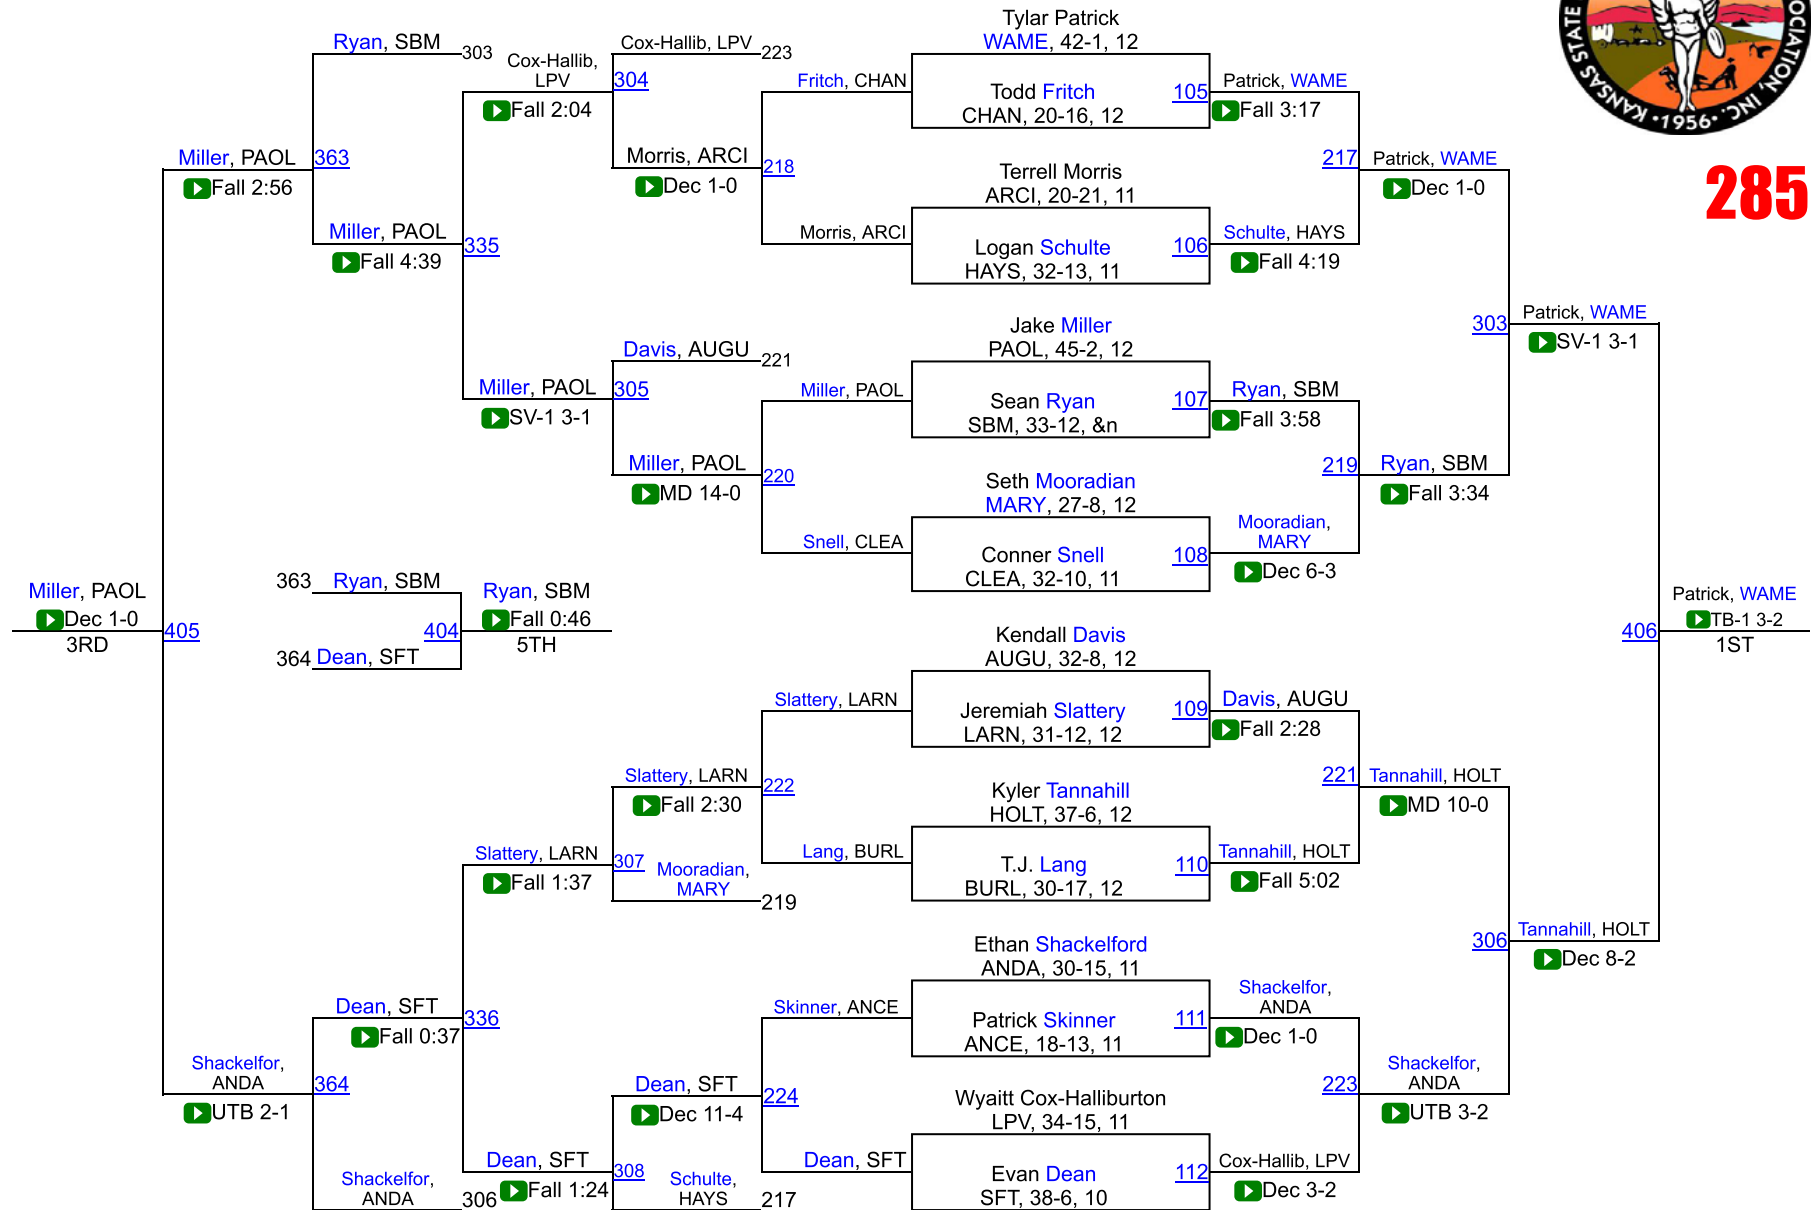 KANSAS STATE
OCIATION, INC.
•1956•
285
Ryan, SBM
303
Miller, PAOL
363
Fall 2:56
Miller, PAOL
335
Fall 4:39
Cox-Hallib,
LPV
304
Fall 2:04
Cox-Hallib, LPV
223
Morris, ARCI
218
Dec 1-0
Fritch, CHAN
Morris, ARCI
Davis, AUGU
221
Miller, PAOL
305
SV-1 3-1
Miller, PAOL
220
MD 14-0
Miller, PAOL
Snell, CLEA
Miller, PAOL
Dec 1-0
405
3RD
363
Ryan, SBM
364
Dean, SFT
404
Ryan, SBM
Fall 0:46
5TH
Slattery, LARN
Slattery, LARN
222
Fall 2:30
Lang, BURL
Slattery, LARN
307
Fall 1:37
Mooradian,
MARY
219
Dean, SFT
336
Fall 0:37
Shackelfor,
ANDA
364
UTB 2-1
Skinner, ANCE
Dean, SFT
224
Dec 11-4
Dean, SFT
Dean, SFT
308
Fall 1:24
Schulte,
HAYS
217
Shackelfor,
ANDA
306
Tylar Patrick
WAME, 42-1, 12
Todd Fritch
CHAN, 20-16, 12
105
Terrell Morris
ARCI, 20-21, 11
Logan Schulte
HAYS, 32-13, 11
106
Jake Miller
PAOL, 45-2, 12
Sean Ryan
SBM, 33-12, &n
107
Seth Mooradian
MARY, 27-8, 12
Conner Snell
CLEA, 32-10, 11
108
Kendall Davis
AUGU, 32-8, 12
Jeremiah Slattery
LARN, 31-12, 12
109
Kyler Tannahill
HOLT, 37-6, 12
T.J. Lang
BURL, 30-17, 12
110
Ethan Shackelford
ANDA, 30-15, 11
Patrick Skinner
ANCE, 18-13, 11
111
Wyaitt Cox-Halliburton
LPV, 34-15, 11
Evan Dean
SFT, 38-6, 10
112
Patrick, WAME
Fall 3:17
217
Patrick, WAME
Dec 1-0
Schulte, HAYS
Fall 4:19
303
Patrick, WAME
SV-1 3-1
Ryan, SBM
Fall 3:58
219
Ryan, SBM
Fall 3:34
Mooradian,
MARY
Dec 6-3
406
Patrick, WAME
TB-1 3-2
1ST
Davis, AUGU
Fall 2:28
221
Tannahill, HOLT
MD 10-0
Tannahill, HOLT
Fall 5:02
306
Tannahill, HOLT
Dec 8-2
Shackelfor,
ANDA
Dec 1-0
223
Shackelfor,
ANDA
UTB 3-2
Cox-Hallib, LPV
Dec 3-2